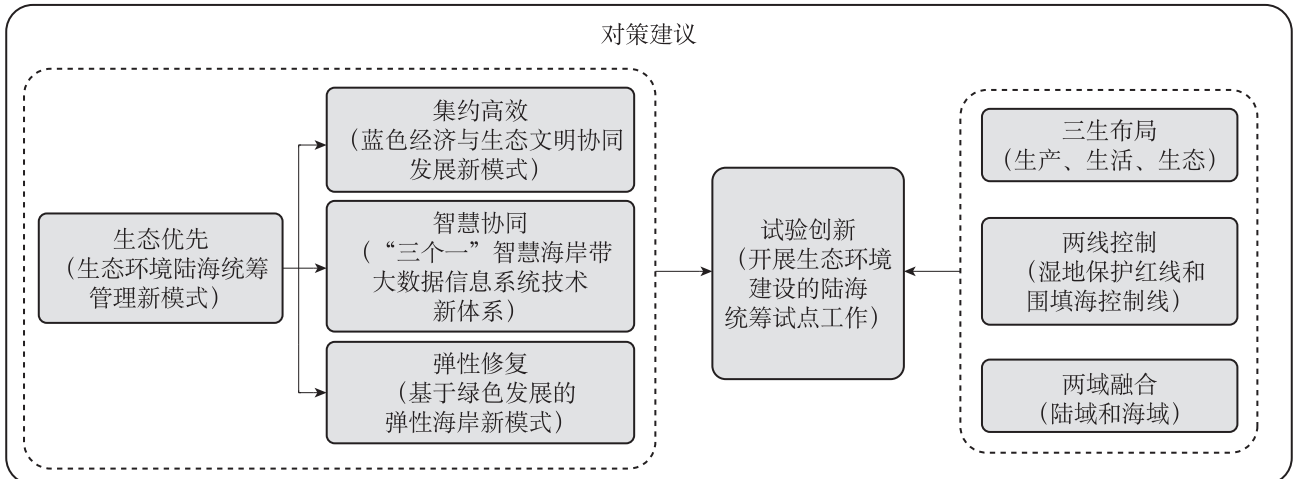 对策建议
生态优先
（生态环境陆海统筹
管理新模式）
集约高效
（蓝色经济与生态文明协同
发展新模式）
智慧协同
（“三个一”智慧海岸带
大数据信息系统技术
新体系）
弹性修复
（基于绿色发展的
弹性海岸新模式）
试验创新
（开展生态环境
建设的陆海
统筹试点工作）
三生布局
（生产、生活、生态）
两线控制
（湿地保护红线和
围填海控制线）
两域融合
（陆域和海域）